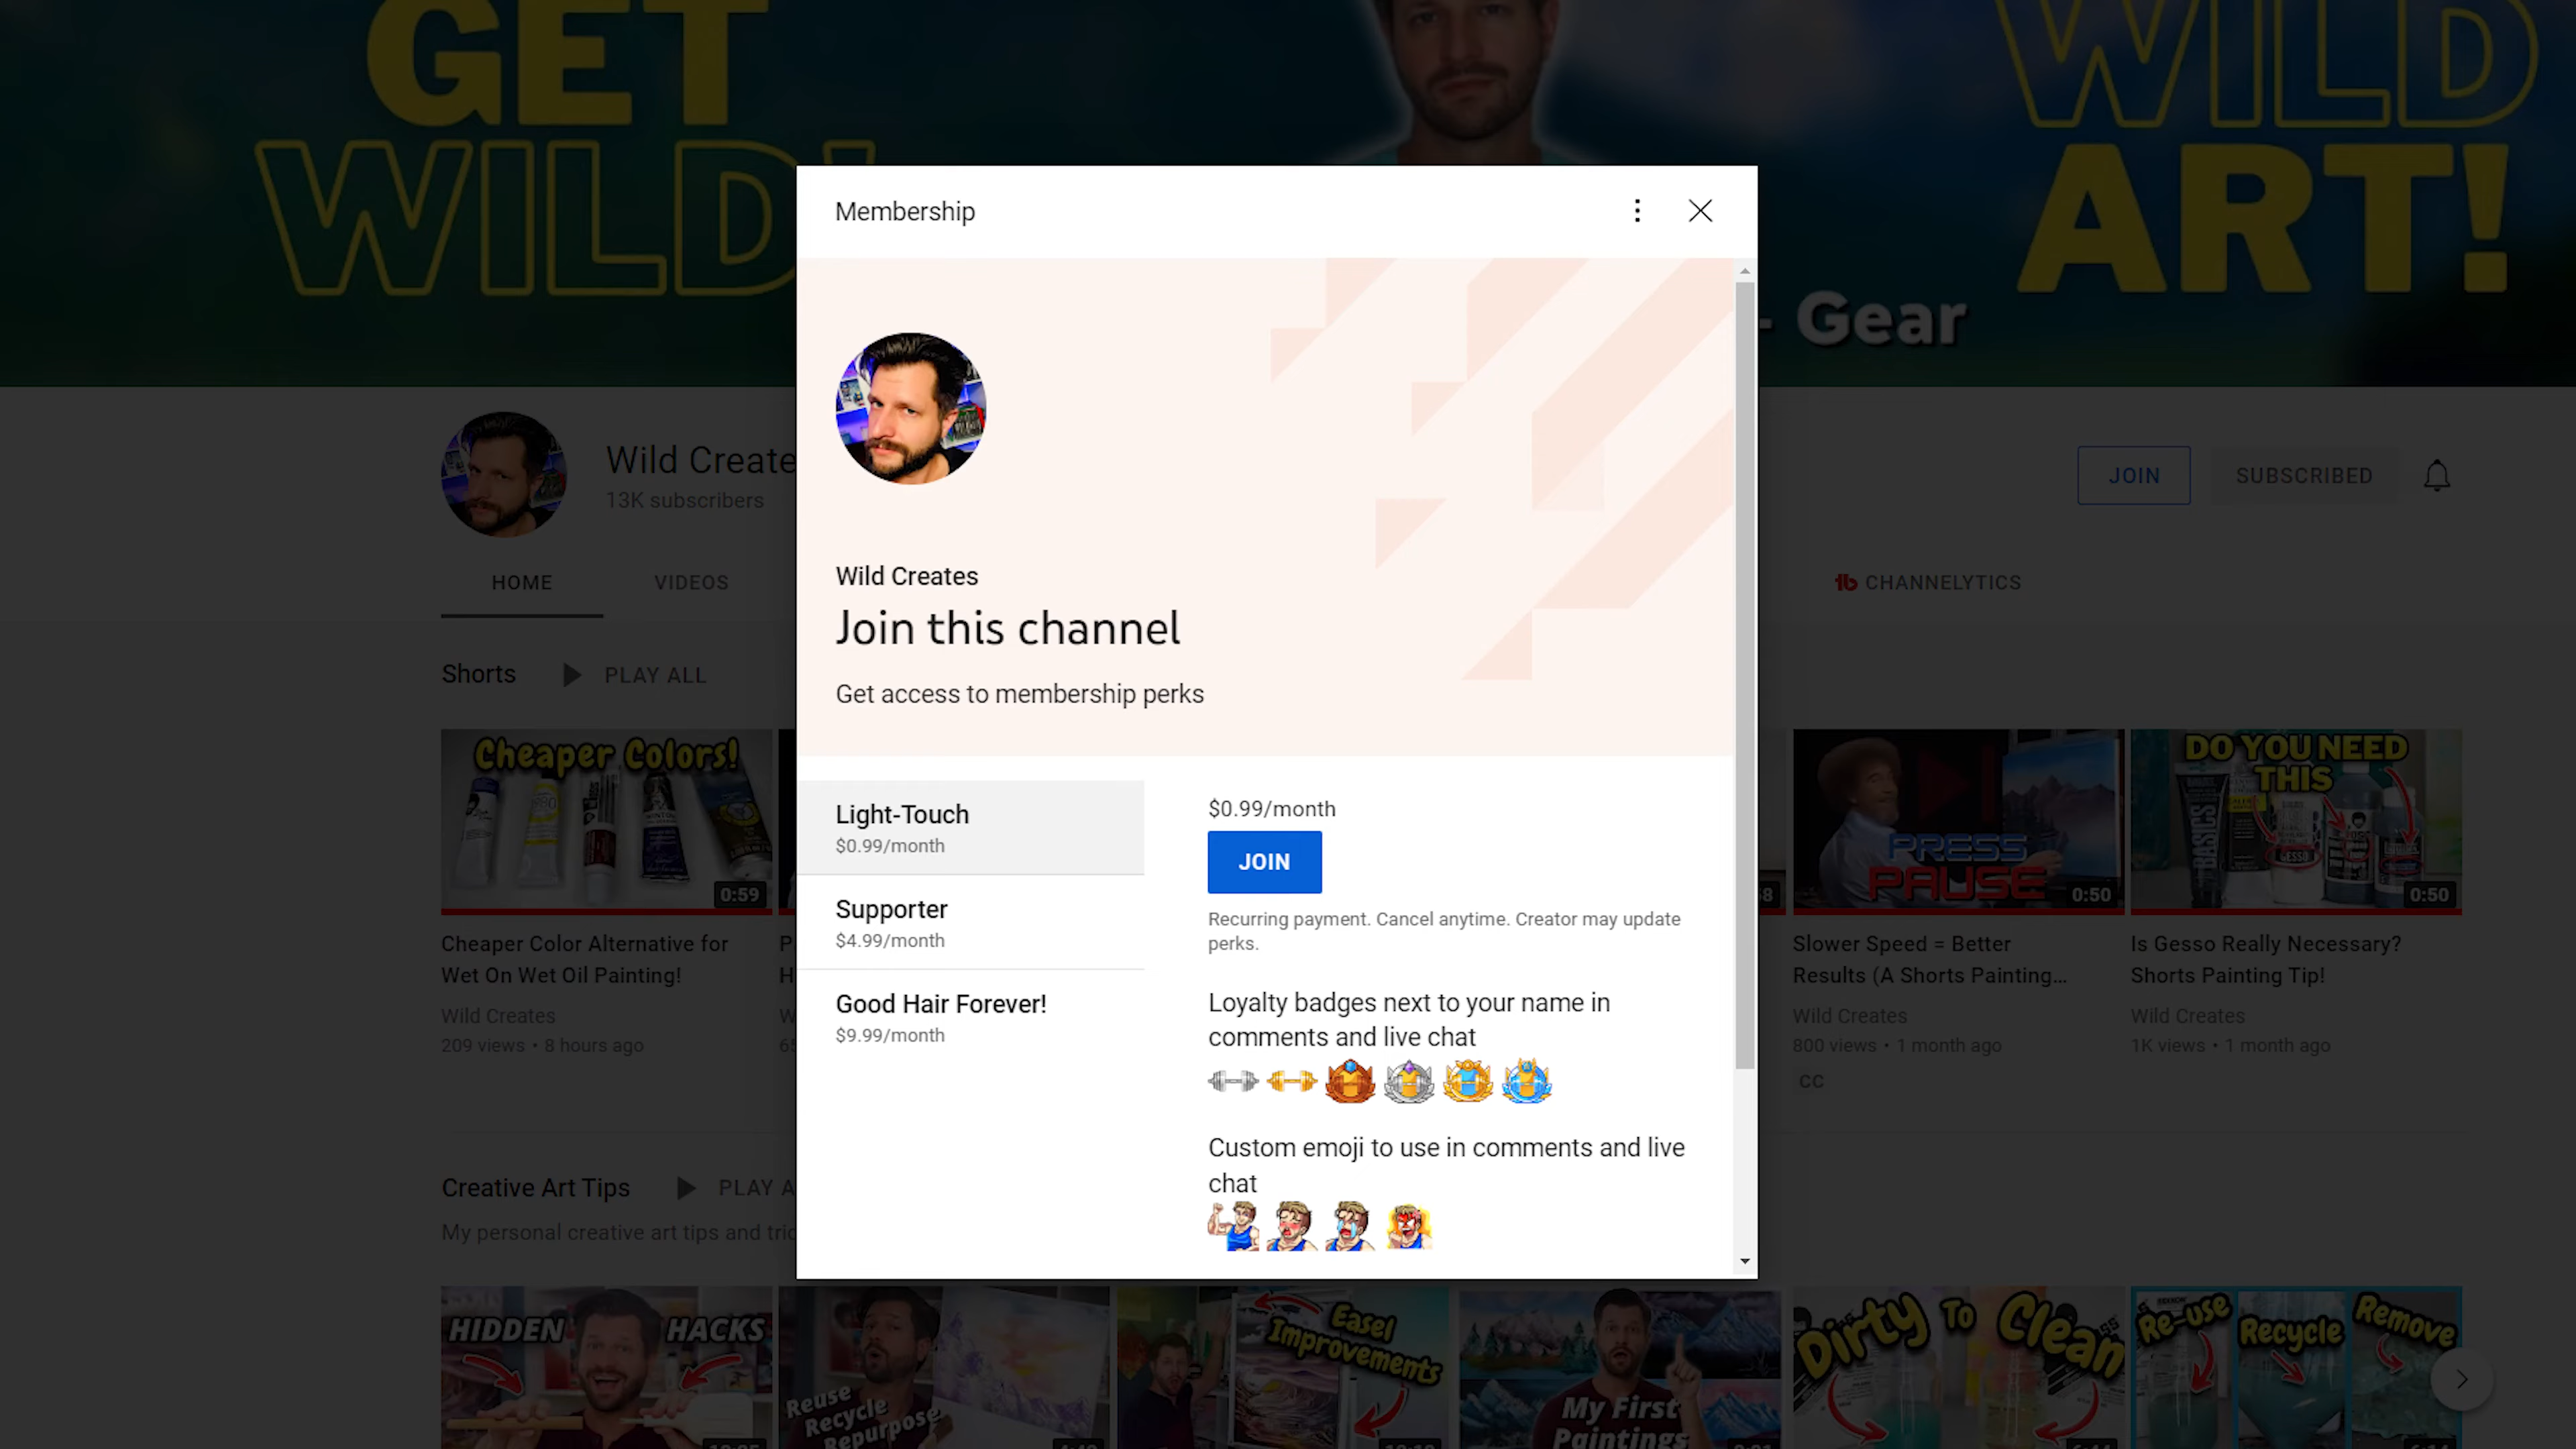 GET
WILD!
WILD
ART!
- Gear
Membership
Wild Creates
Join this channel
Get access to membership perks
Light-Touch
$0.99/month
Supporter
$4.99/month
Good Hair Forever!
$9.99/month
$0.99/month
JOIN
Recurring payment. Cancel anytime. Creator may update
perks.
Loyalty badges next to your name in
comments and live chat
Custom emoji to use in comments and live
chat
Wild Create
13K subscribers
JOIN
SUBSCRIBED
HOME
VIDEOS
CHANNELYTICS
Shorts
PLAY ALL
Cheaper Colors!
0:59
Cheaper Color Alternative for
Wet On Wet Oil Painting!
Wild Creates
209 views • 8 hours ago
PRESS
PAUSE
0:50
Slower Speed = Better
Results (A Shorts Painting...
Wild Creates
800 views • 1 month ago
CC
DO YOU NEED
THIS
BASICS
GESSO
0:50
Is Gesso Really Necessary?
Shorts Painting Tip!
Wild Creates
1K views • 1 month ago
Creative Art Tips
PLAY A
My personal creative art tips and tric
HIDDEN HACKS
Reuse
Recycle
Repurpose
Easel
Improvements
My First
Paintings
Dirty To Clean
Re-use
Recycle
Remove